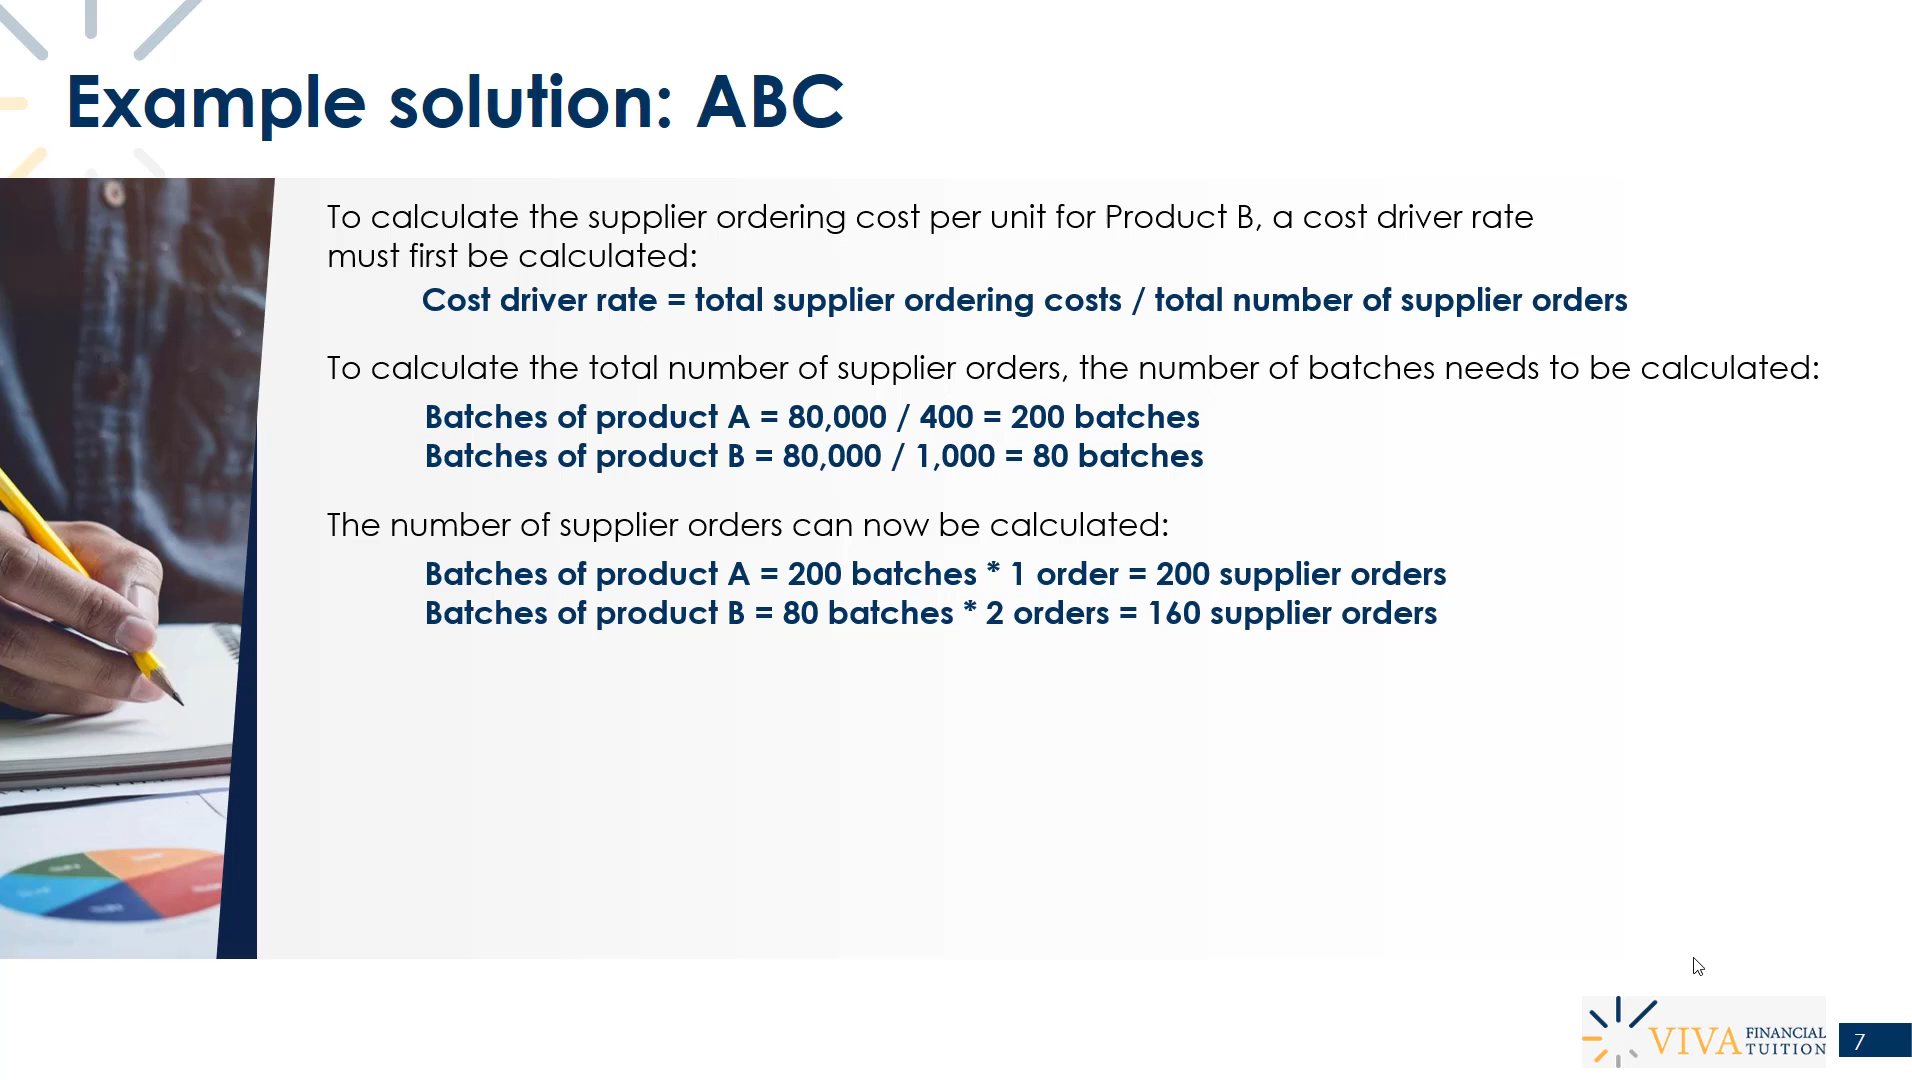 Example solution: ABC
To calculate the supplier ordering cost per unit for Product B, a cost driver rate
must first be calculated:
Cost driver rate = total supplier ordering costs / total number of supplier orders
To calculate the total number of supplier orders, the number of batches needs to be calculated:
Batches of product A = 80,000 / 400 = 200 batches
Batches of product B = 80,000 / 1,000 = 80 batches
The number of supplier orders can now be calculated:
Batches of product A = 200 batches * 1 order = 200 supplier orders
Batches of product B = 80 batches * 2 orders = 160 supplier orders
VIVA FINANCIAL
TUITION
7